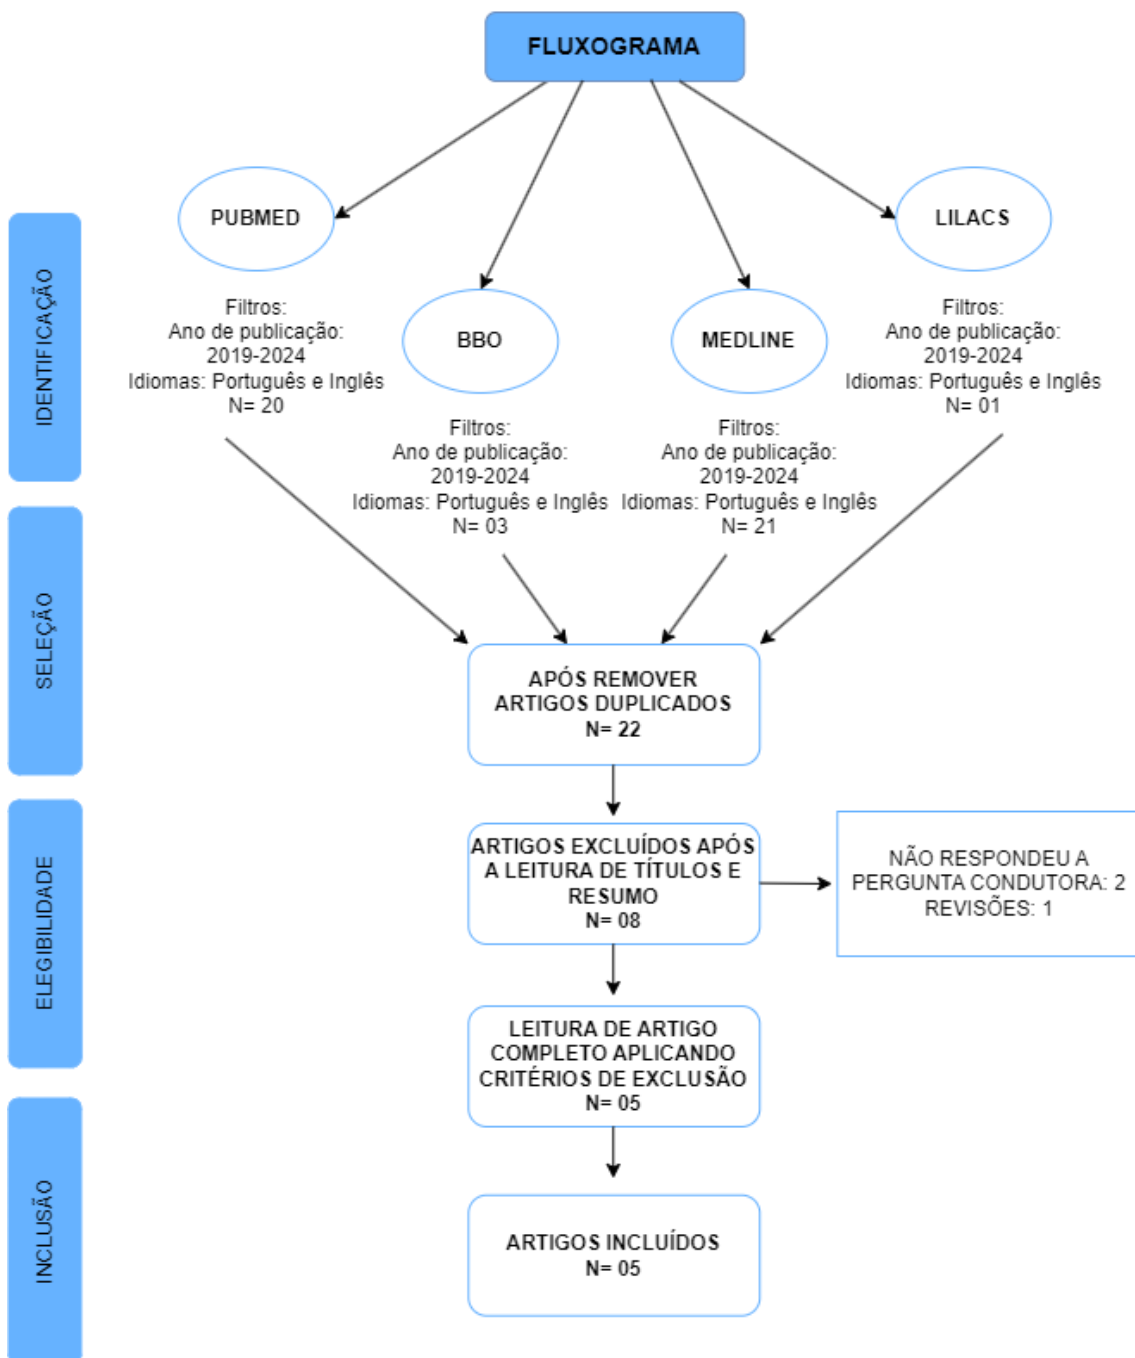 FLUXOGRAMA
IDENTIFICAÇÃO
PUBMED
Filtros:
Ano de publicação:
2019-2024
Idiomas: Português e Inglês
N= 20
BBO
Filtros:
Ano de publicação:
2019-2024
Idiomas: Português e Inglês
N= 03
MEDLINE
Filtros:
Ano de publicação:
2019-2024
Idiomas: Português e Inglês
N= 21
LILACS
Filtros:
Ano de publicação:
2019-2024
Idiomas: Português e Inglês
N= 01
SELEÇÃO
APÓS REMOVER
ARTIGOS DUPLICADOS
N= 22
ELEGIBILIDADE
ARTIGOS EXCLUÍDOS APÓS
A LEITURA DE TÍTULOS E
RESUMO
N= 08
NÃO RESPONDEU A
PERGUNTA CONDUTORA: 2
REVISÕES: 1
LEITURA DE ARTIGO
COMPLETO APLICANDO
CRITÉRIOS DE EXCLUSÃO
N= 05
INCLUSÃO
ARTIGOS INCLUÍDOS
N= 05